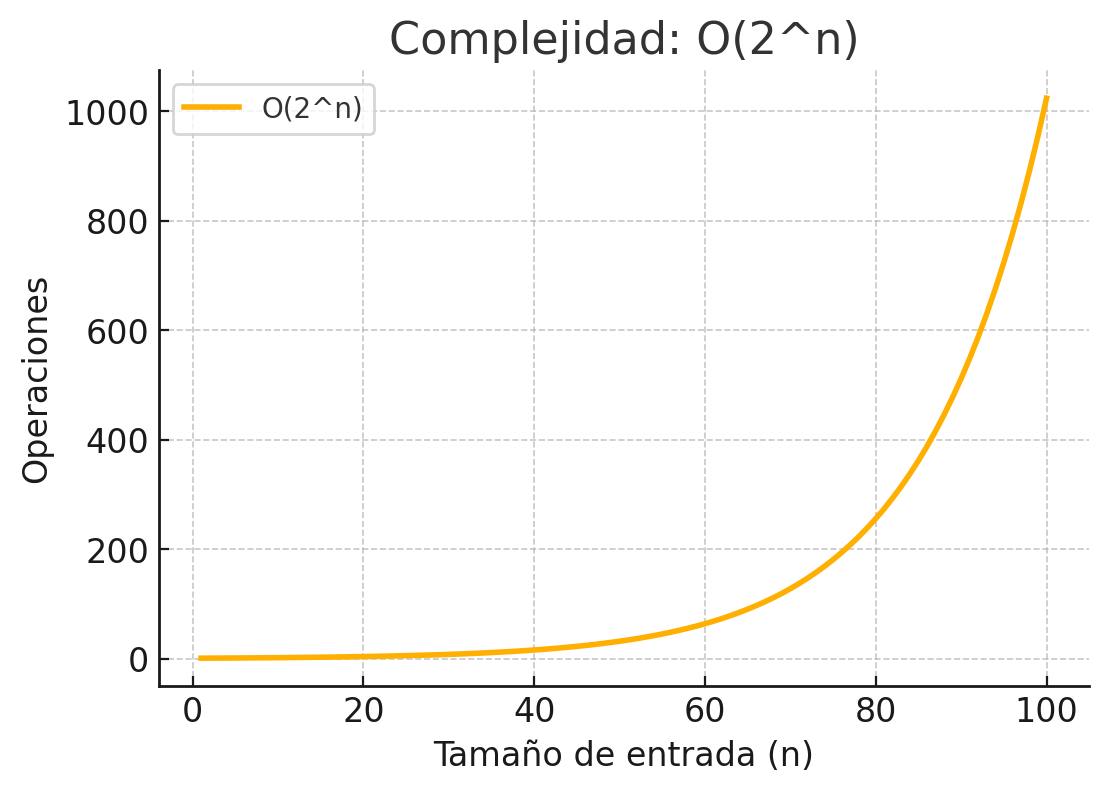 Complejidad: O(2^n)
O(2^n)
1000
800
600
400
200
0
Operaciones
0 20 40 60 80 100
Tamaño de entrada (n)